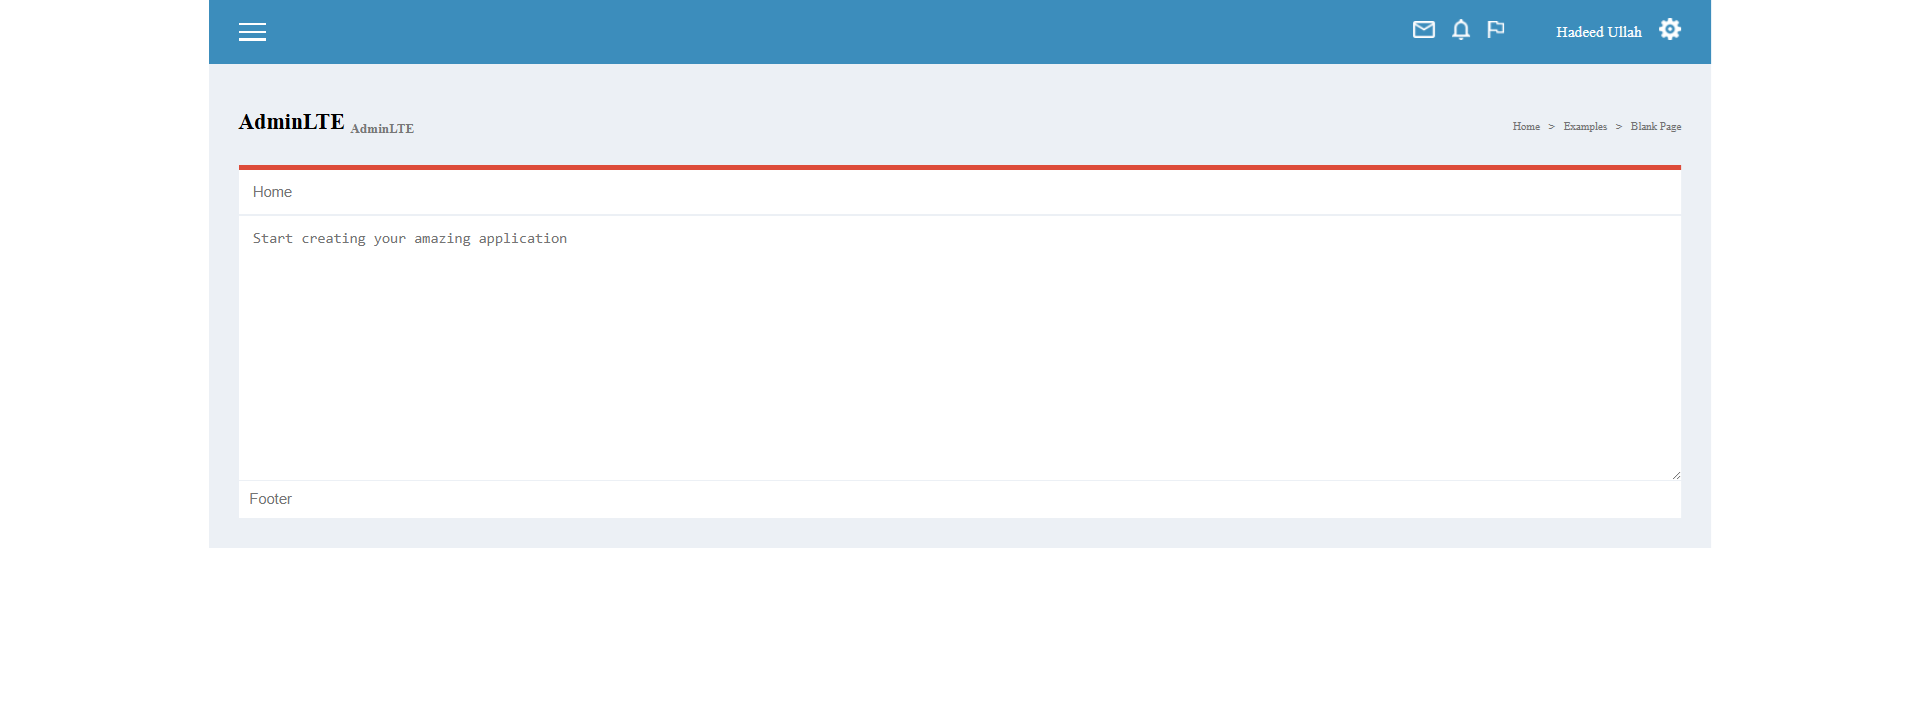 Hadeed Ullah
AdminLTE AdminLTE
Home > Examples > Blank Page
Home
Start creating your amazing application
Footer